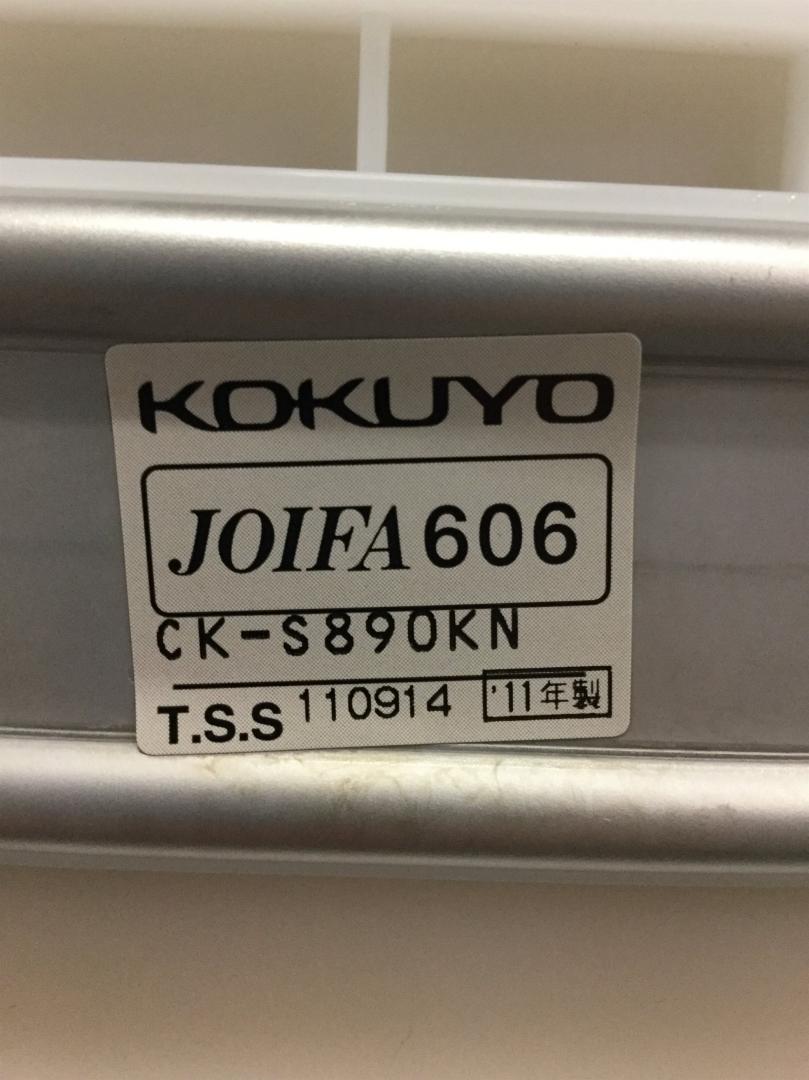 KOKUYO
JOIFA 606
CK-S890KN
T.S.S 110914 '11年製